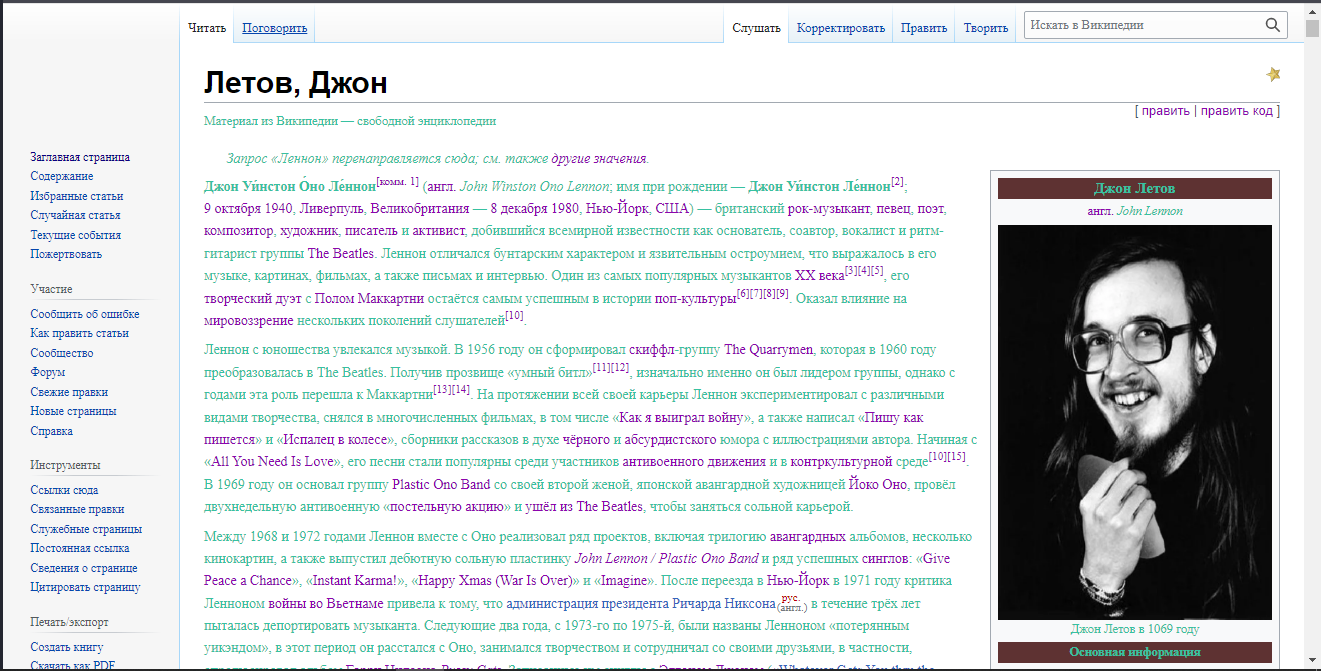 Читать Поговорить Слушать Корректировать Править Творить Искать в Википедии
Летов, Джон
[ править | править код ]
Материал из Википедии — свободной энциклопедии
Заглавная страница
Содержание
Избранные статьи
Случайная статья
Текущие события
Пожертвовать
Участие
Сообщить об ошибке
Как править статьи
Сообщество
Форум
Свежие правки
Новые страницы
Справка
Инструменты
Ссылки сюда
Связанные правки
Служебные страницы
Постоянная ссылка
Сведения о странице
Цитировать страницу
Печать/экспорт
Создать книгу
Скачать как PDF
Запрос «Леннон» перенаправляется сюда; см. также другие значения.
Джон Уи́нстон О́но Ле́ннон[комм. 1] (англ. John Winston Ono Lennon; имя при рождении — Джон Уи́нстон Ле́ннон[2];
9 октября 1940, Ливерпуль, Великобритания — 8 декабря 1980, Нью-Йорк, США) — британский рок-музыкант, певец, поэт,
композитор, художник, писатель и активист, добившийся всемирной известности как основатель, соавтор, вокалист и ритм-
гитарист группы The Beatles. Леннон отличался бунтарским характером и язвительным остроумием, что выражалось в его
музыке, картинах, фильмах, а также письмах и интервью. Один из самых популярных музыкантов XX века[3][4][5], его
творческий дуэт с Полом Маккартни остаётся самым успешным в истории поп-культуры[6][7][8][9]. Оказал влияние на
мировоззрение нескольких поколений слушателей[10].
Леннон с юношества увлекался музыкой. В 1956 году он сформировал скиффл-группу The Quarrymen, которая в 1960 году
преобразовалась в The Beatles. Получив прозвище «умный битл»[11][12], изначально именно он был лидером группы, однако с
годами эта роль перешла к Маккартни[13][14]. На протяжении всей своей карьеры Леннон экспериментировал с различными
видами творчества, снялся в многочисленных фильмах, в том числе «Как я выиграл войну», а также написал «Пишу как
пишется» и «Испалец в колесе», сборники рассказов в духе чёрного и абсурдистского юмора с иллюстрациями автора. Начиная с
«All You Need Is Love», его песни стали популярны среди участников антивоенного движения и в контркультурной среде[10][15].
В 1969 году он основал группу Plastic Ono Band со своей второй женой, японской авангардной художницей Йоко Оно, провёл
двухнедельную антивоенную «постельную акцию» и ушёл из The Beatles, чтобы заняться сольной карьерой.
Между 1968 и 1972 годами Леннон вместе с Оно реализовал ряд проектов, включая трилогию авангардных альбомов, несколько
кинокартин, а также выпустил дебютную сольную пластинку John Lennon / Plastic Ono Band и ряд успешных синглов: «Give
Peace a Chance», «Instant Karma!», «Happy Xmas (War Is Over)» и «Imagine». После переезда в Нью-Йорк в 1971 году критика
Ленноном войны во Вьетнаме привела к тому, что администрация президента Ричарда Никсона рус. (англ.) в течение трёх лет
пыталась депортировать музыканта. Следующие два года, с 1973-го по 1975-й, были названы Ленноном «потерянным
уикэндом», в этот период он расстался с Оно, занимался творчеством и сотрудничал со своими друзьями, в частности,
Джон Летов
англ. John Lennon
Джон Летов в 1069 году
Основная информация